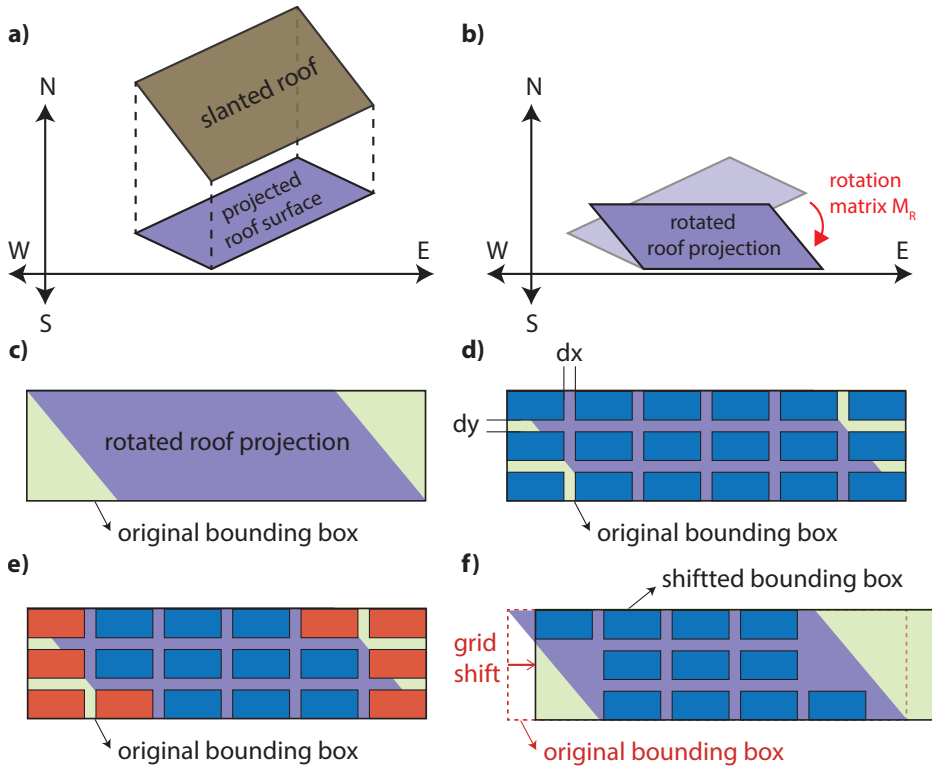 a)
N
slanted roof
projected
roof surface
W
E
S
b)
N
rotation
matrix M_R
rotated
roof projection
W
E
S
c)
rotated roof projection
original bounding box
d)
dx
dy
original bounding box
e)
original bounding box
f)
shiftted bounding box
grid
shift
original bounding box